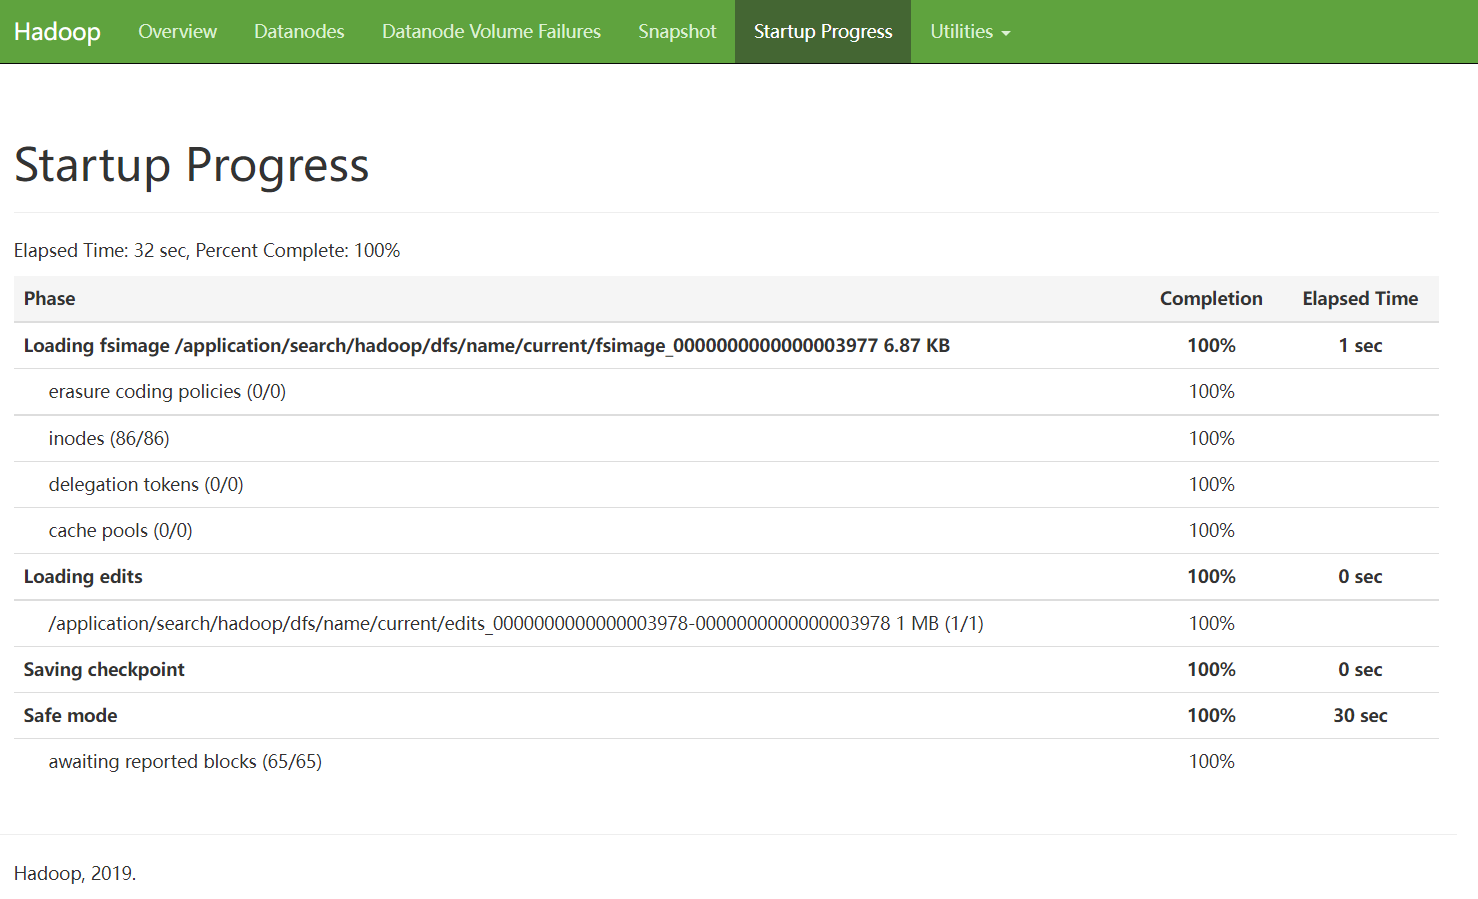 Hadoop Overview Datanodes Datanode Volume Failures Snapshot Startup Progress Utilities
Startup Progress
Elapsed Time: 32 sec, Percent Complete: 100%
Phase Completion Elapsed Time
Loading fsimage /application/search/hadoop/dfs/name/current/fsimage_0000000000000003977 6.87 KB 100% 1 sec
erasure coding policies (0/0) 100%
inodes (86/86) 100%
delegation tokens (0/0) 100%
cache pools (0/0) 100%
Loading edits 100% 0 sec
/application/search/hadoop/dfs/name/current/edits_0000000000000003978-0000000000000003978 1 MB (1/1) 100%
Saving checkpoint 100% 0 sec
Safe mode 100% 30 sec
awaiting reported blocks (65/65) 100%
Hadoop, 2019.